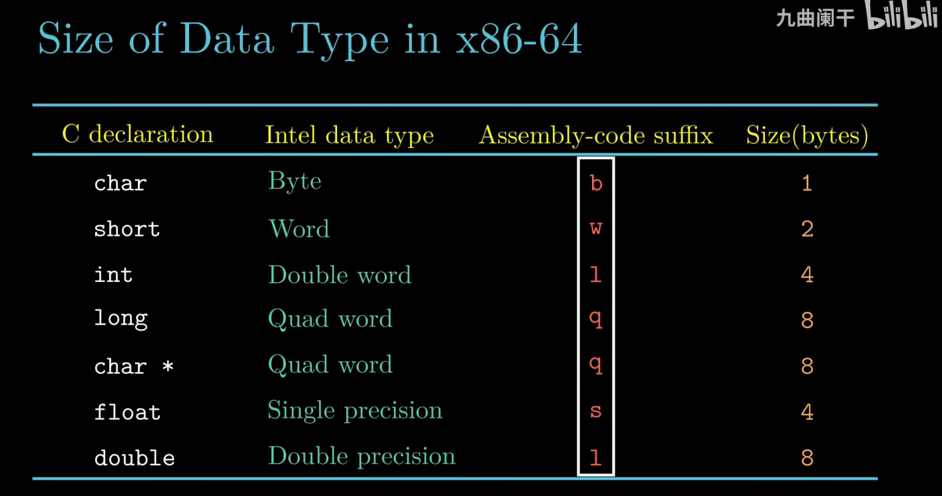 九曲阑干 bilibili
Size of Data Type in x86-64
C declaration Intel data type Assembly-code suffix Size(bytes)
char Byte b 1
short Word w 2
int Double word l 4
long Quad word q 8
char * Quad word q 8
float Single precision s 4
double Double precision l 8